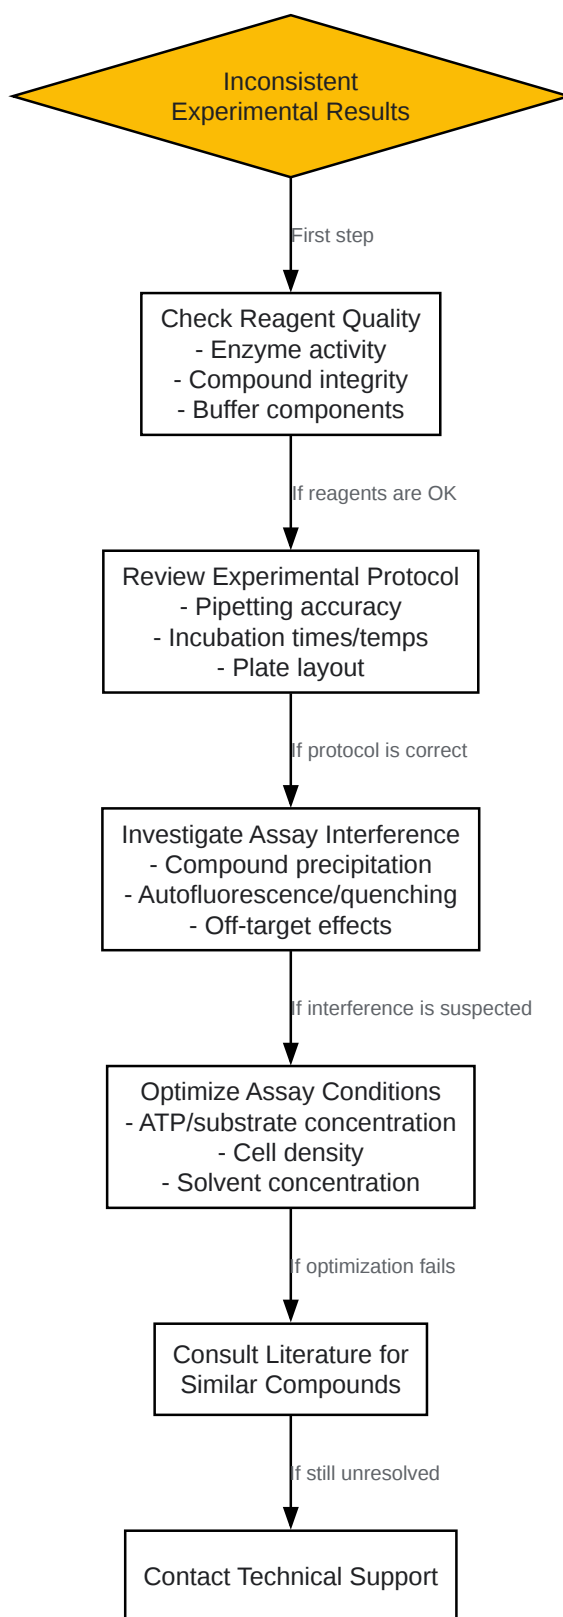 Inconsistent
Experimental Results
First step
Check Reagent Quality
- Enzyme activity
- Compound integrity
- Buffer components
If reagents are OK
Review Experimental Protocol
- Pipetting accuracy
- Incubation times/temps
- Plate layout
If protocol is correct
Investigate Assay Interference
- Compound precipitation
- Autofluorescence/quenching
- Off-target effects
If interference is suspected
Optimize Assay Conditions
- ATP/substrate concentration
- Cell density
- Solvent concentration
If optimization fails
Consult Literature for
Similar Compounds
If still unresolved
Contact Technical Support